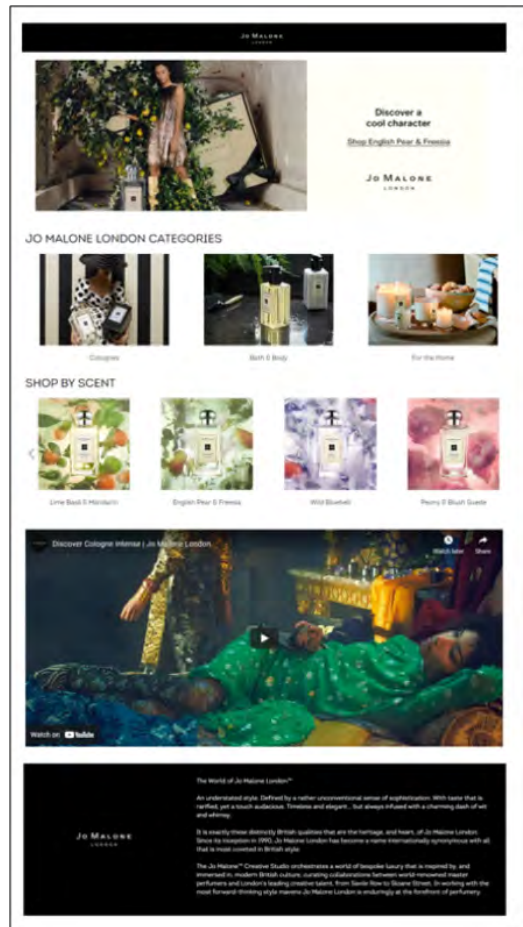 JO MALONE
LONDON
Discover a
cool character
Shop English Pear & Freesia
JO MALONE
LONDON
JO MALONE LONDON CATEGORIES
Colognes
Bath & Body
For the Home
SHOP BY SCENT
Lime Basil & Mandarin
English Pear & Freesia
Wild Bluebell
Peony & Blush Suede
Discover Cologne Intense | Jo Malone London
Watch later
Share
Watch on YouTube
The World of Jo Malone London™
An understated style. Defined by a rather unconventional sense of sophistication. With taste that is
rarified, yet a touch audacious. Timeless and elegant... but always infused with a charming dash of wit
and whimsy.
JO MALONE
LONDON
It is exactly these distinctly British qualities that are the heritage, and heart, of Jo Malone London.
Since its inception in 1990, Jo Malone London has become a name internationally synonymous with all
that is most coveted in British style.
The Jo Malone™ Creative Studio orchestrates a world of bespoke luxury that is inspired by, and
immersed in, modern British culture, curating collaborations between world-renowned master
perfumers and London's leading creative talent, from Savile Row to Sloane Street. In working with the
most forward-thinking style mavens Jo Malone London is enduringly at the forefront of perfumery.